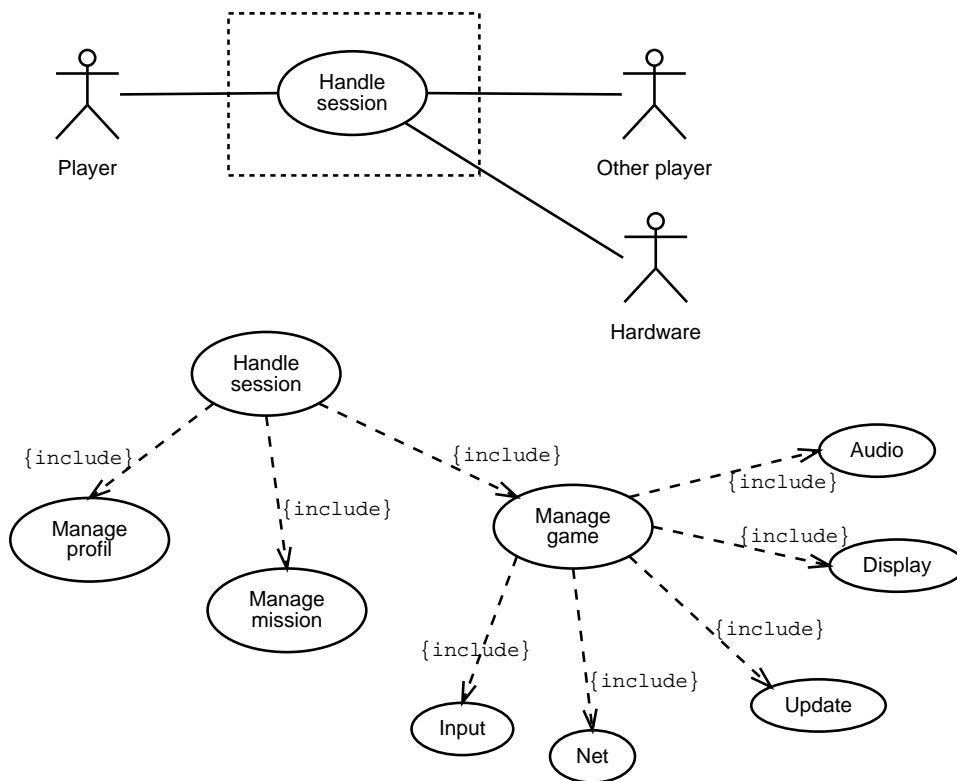 Handle
session
Player
Other player
Hardware
Handle
session
{include}
{include}
{include}
Audio
{include}
Manage
profil
{include}
Manage
game
{include}
Display
Manage
mission
{include}
{include}
{include}
Input
Net
Update